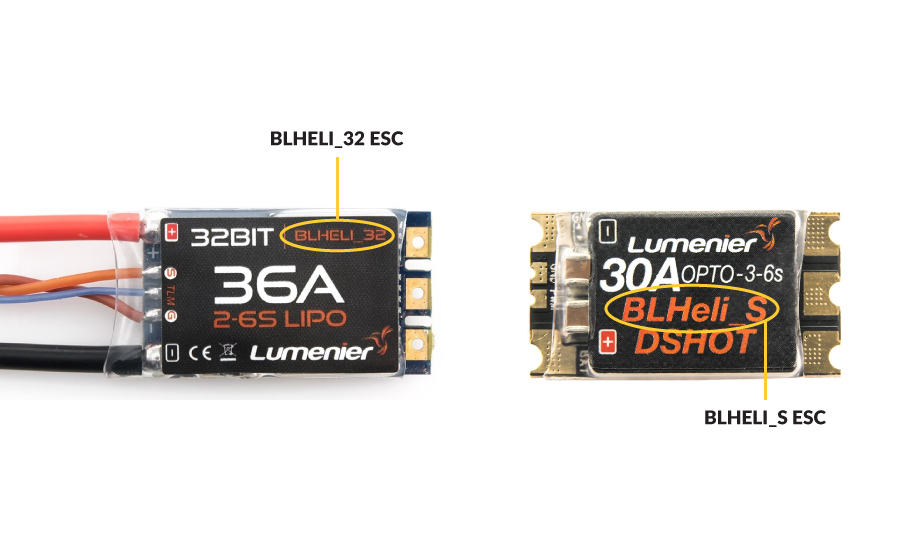 BLHELI_32 ESC
32BIT BLHELI_32
36A
2-6S LIPO
Lumenier
S
TLM
G
CE
Lumenier
30A OPTO-3-6s
BLHeli_S
DSHOT
BLHELI_S ESC